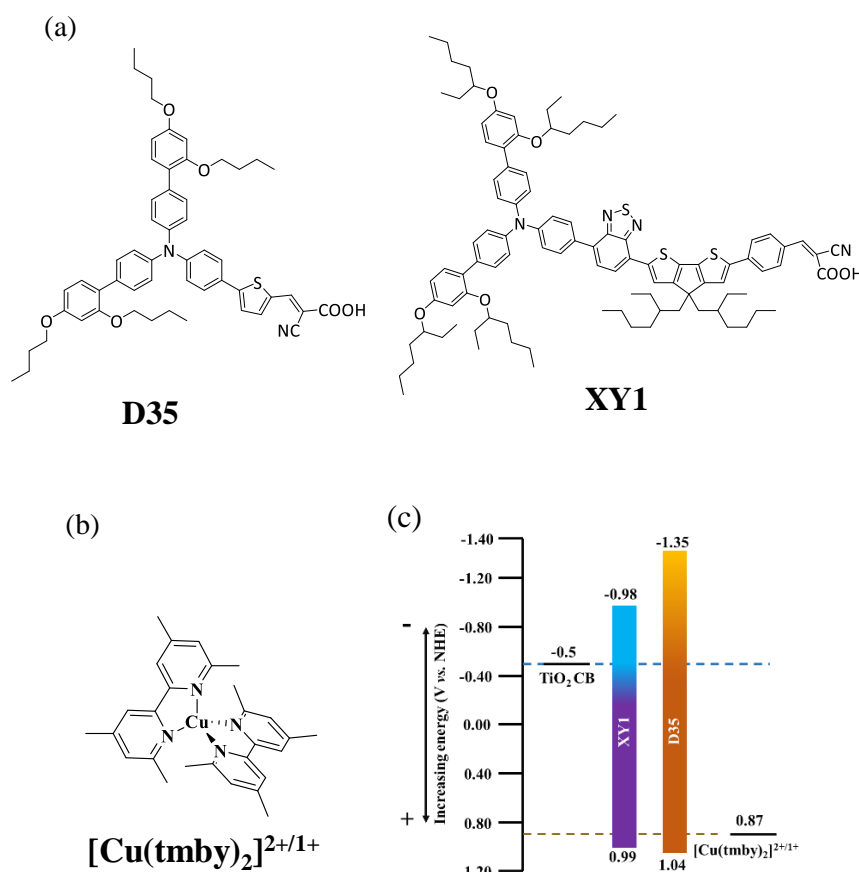 (a)
O
O
O
O
N
S
NC
COOH
D35
O
O
O
O
N
N
S
N
S
S
CN
COOH
XY1
(b)
N
N
Cu
N
N
[Cu(tmby)₂]²⁺/¹⁺
(c)
Increasing energy (V vs. NHE)
-
+
-1.40
-1.20
-0.80
-0.40
0.00
0.40
0.80
1.20
-0.5
TiO₂ CB
-0.98
XY1
0.99
-1.35
D35
1.04
0.87
[Cu(tmby)₂]²⁺/¹⁺